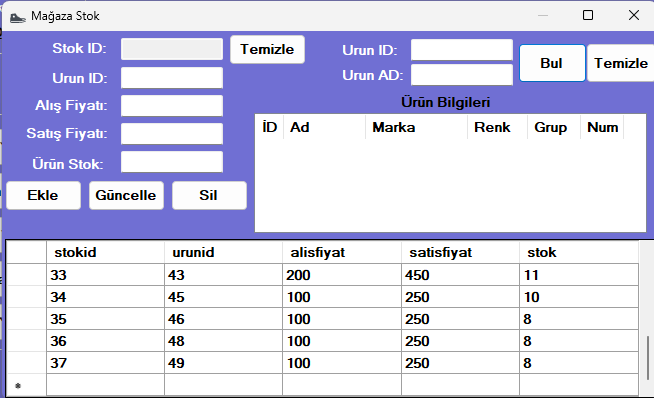 Mağaza Stok
Stok ID:
Temizle
Urun ID:
Alış Fiyatı:
Satış Fiyatı:
Ürün Stok:
Ekle Güncelle Sil
Urun ID:
Urun AD:
Bul Temizle
Ürün Bilgileri
İD Ad Marka Renk Grup Num
stokid urunid alisfiyat satisfiyat stok
33 43 200 450 11
34 45 100 250 10
35 46 100 250 8
36 48 100 250 8
37 49 100 250 8